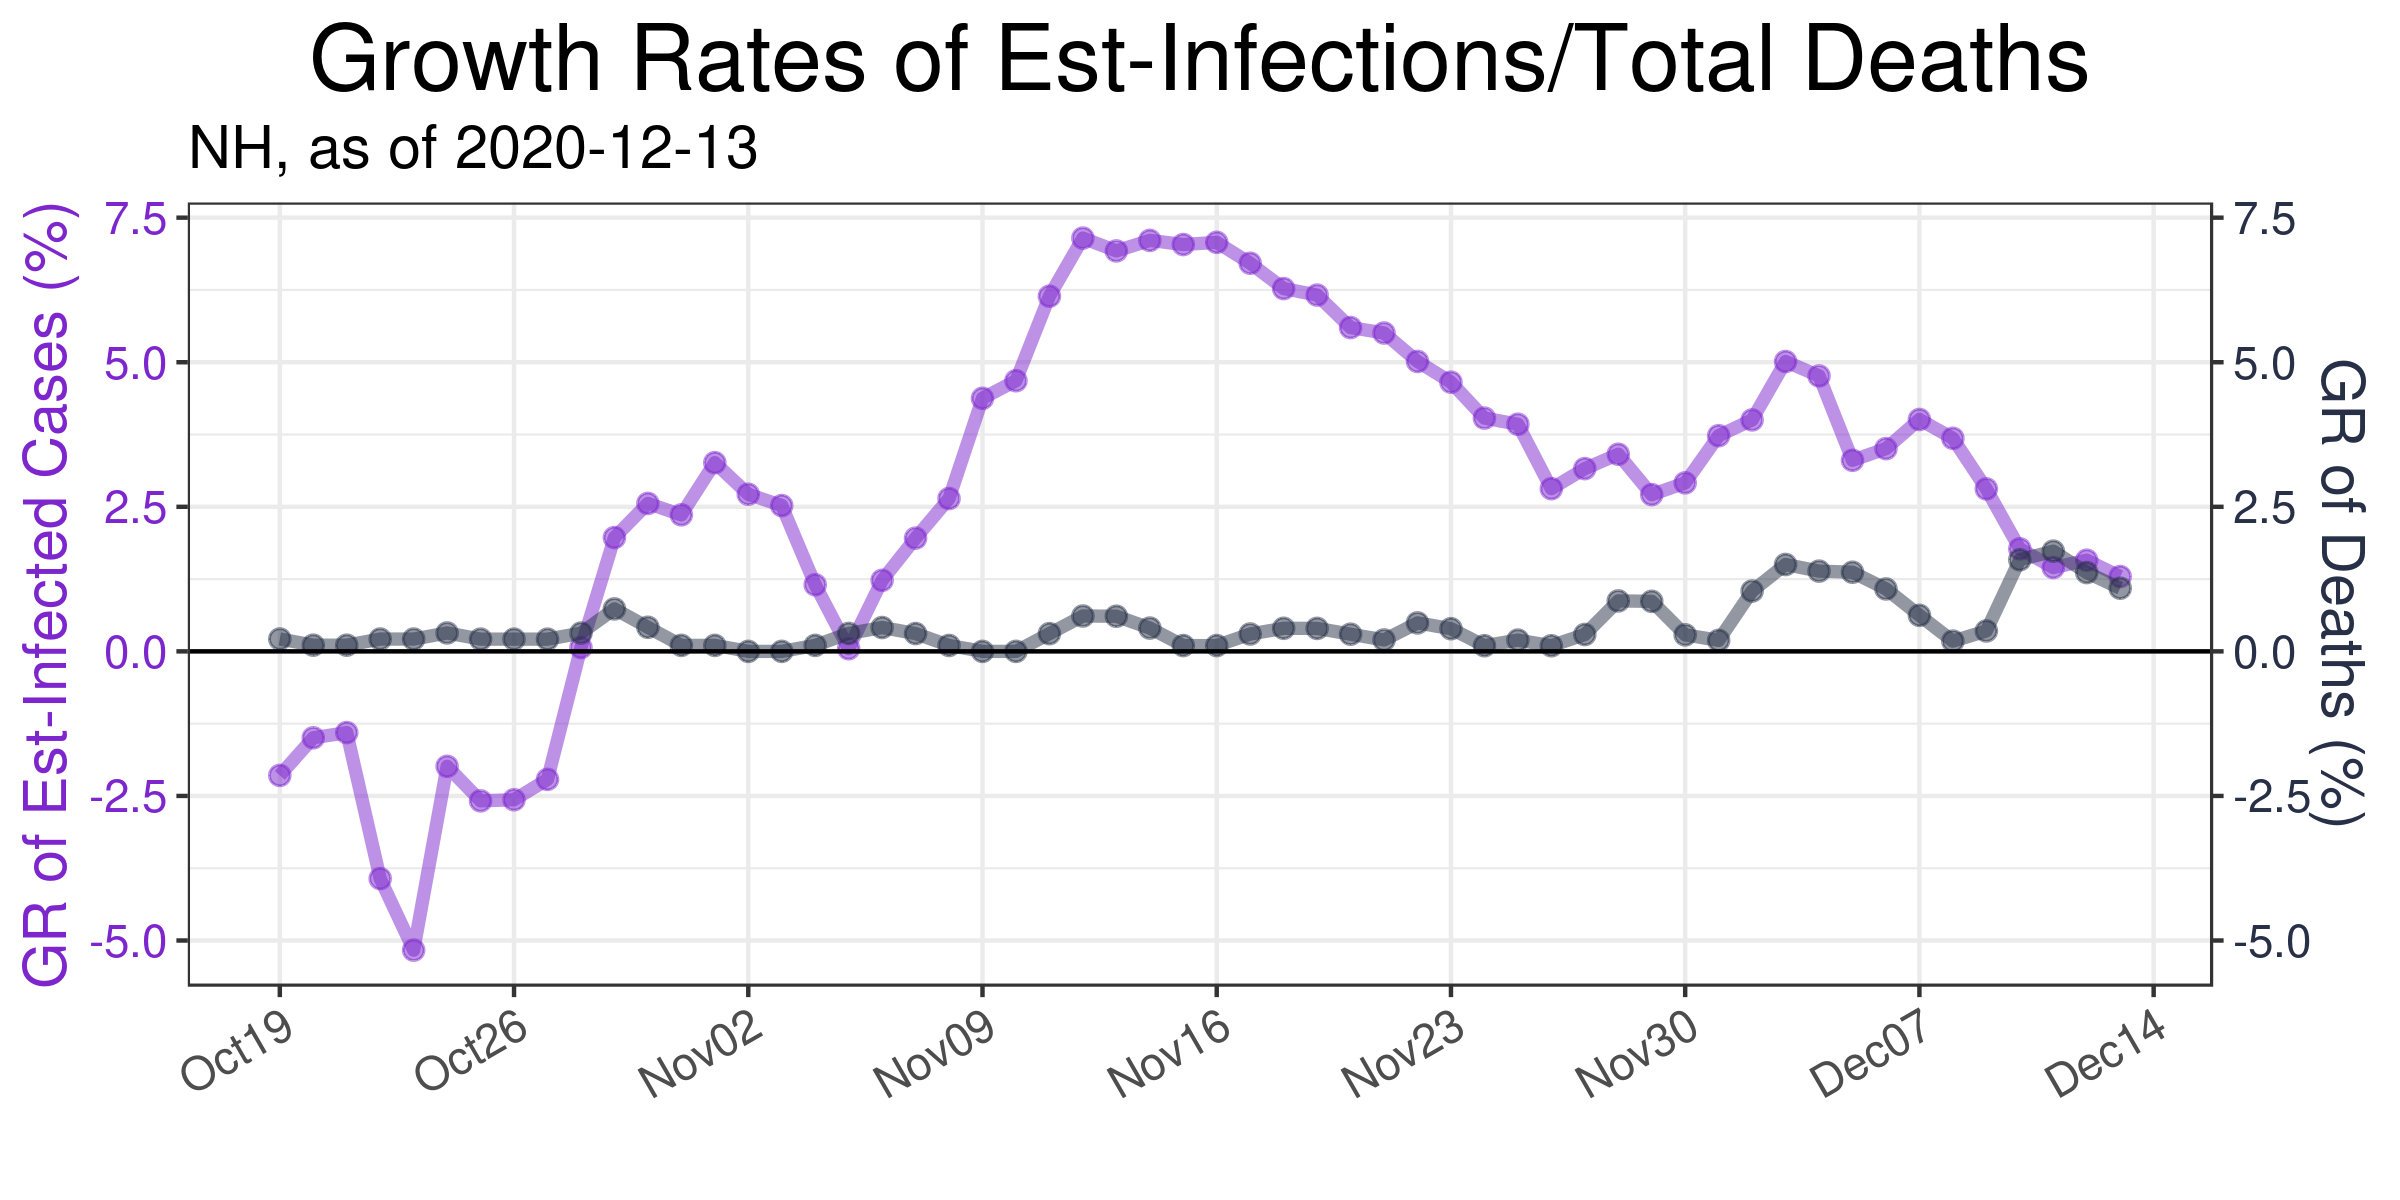 Growth Rates of Est-Infections/Total Deaths
NH, as of 2020-12-13
GR of Est-Infected Cases (%)
7.5
5.0
2.5
0.0
-2.5
-5.0
7.5
5.0
2.5
0.0
-2.5
-5.0
GR of Deaths (%)
Oct19
Oct26
Nov02
Nov09
Nov16
Nov23
Nov30
Dec07
Dec14